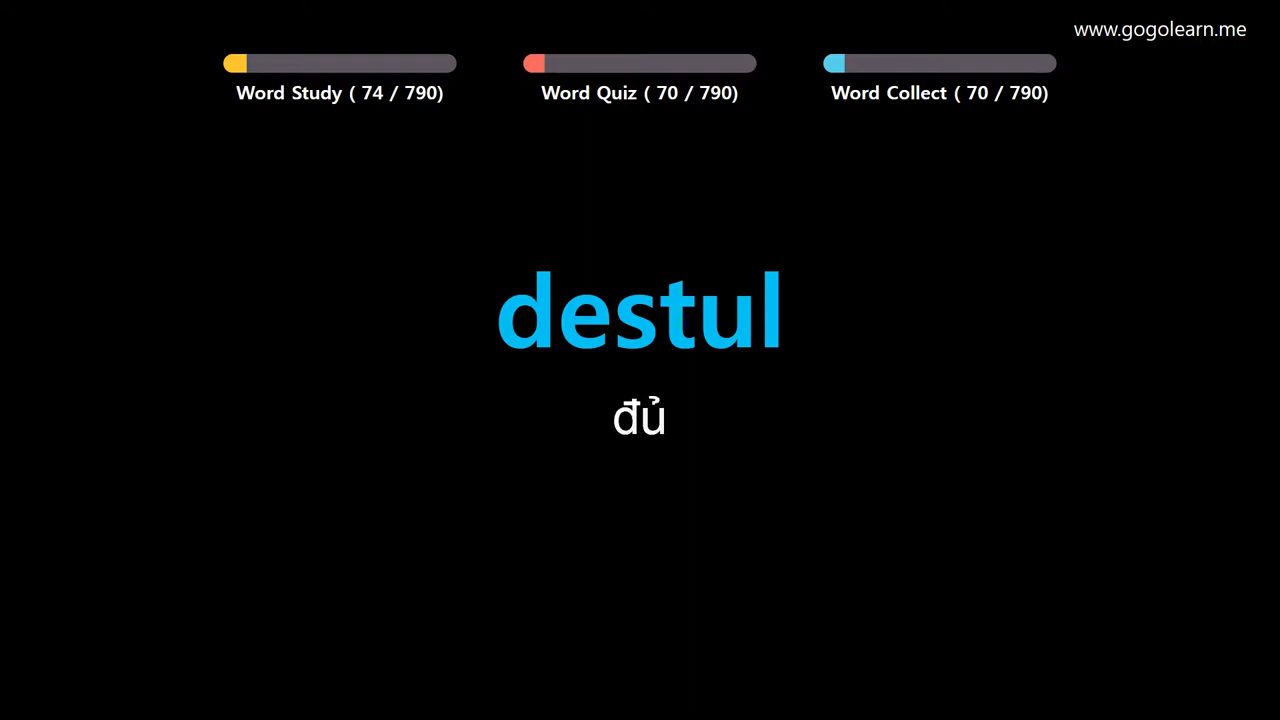 www.gogolearn.me
Word Study ( 74 / 790)
Word Quiz ( 70 / 790)
Word Collect ( 70 / 790)
destul
đủ